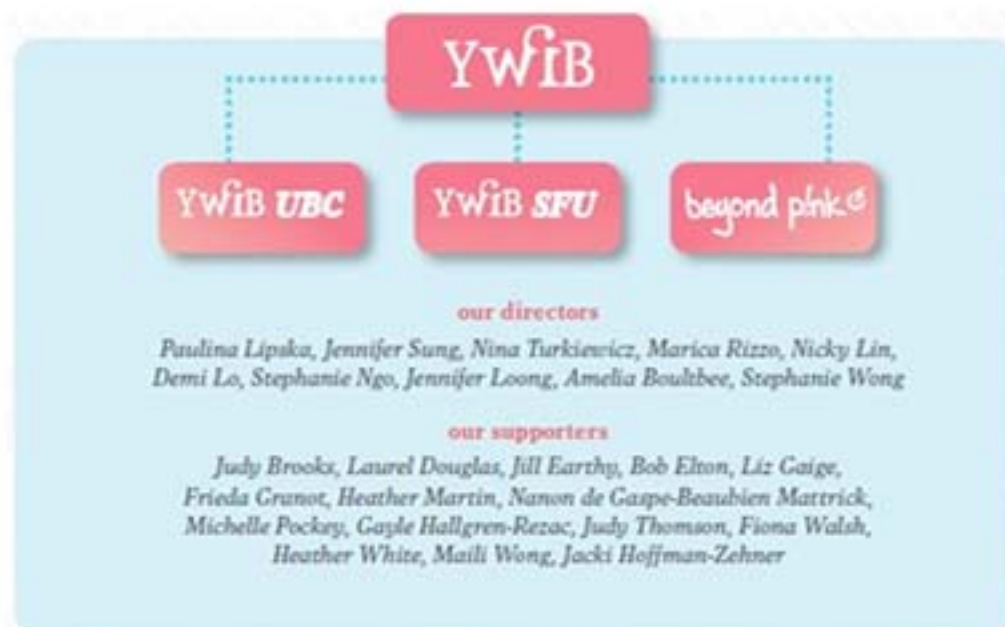 YWiB
YWiB UBC
YWiB SFU
beyond p!nk
our directors
Paulina Lipska, Jennifer Sung, Nina Turkiewicz, Marica Rizzo, Nicky Lin,
Demi Lo, Stephanie Ngo, Jennifer Loong, Amelia Boultbee, Stephanie Wong
our supporters
Judy Brooks, Laurel Douglas, Jill Earthy, Bob Elton, Liz Gaige,
Frieda Granot, Heather Martin, Nanon de Gaspe-Beaubien Mattrick,
Michelle Pockey, Gayle Hallgren-Rezac, Judy Thomson, Fiona Walsh,
Heather White, Maili Wong, Jacki Hoffman-Zehner